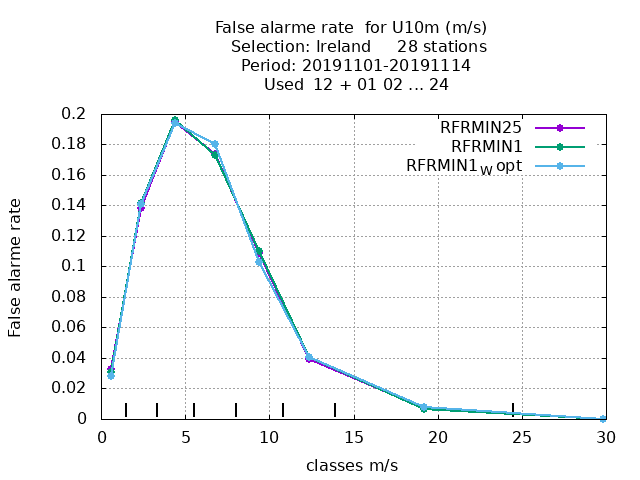 False alarme rate  for U10m (m/s)
Selection: Ireland     28 stations
Period: 20191101-20191114
Used  12 + 01 02 ... 24
RFRMIN25
RFRMIN1
RFRMIN1W opt
0.2
0.18
0.16
0.14
0.12
0.1
0.08
0.06
0.04
0.02
0
False alarme rate
0 5 10 15 20 25 30
classes m/s